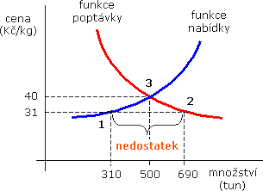 funkce
poptávky
funkce
nabídky
cena
(Kč/kg)
3
40
2
31
1
nedostatek
310
500
690
množství
(tun)